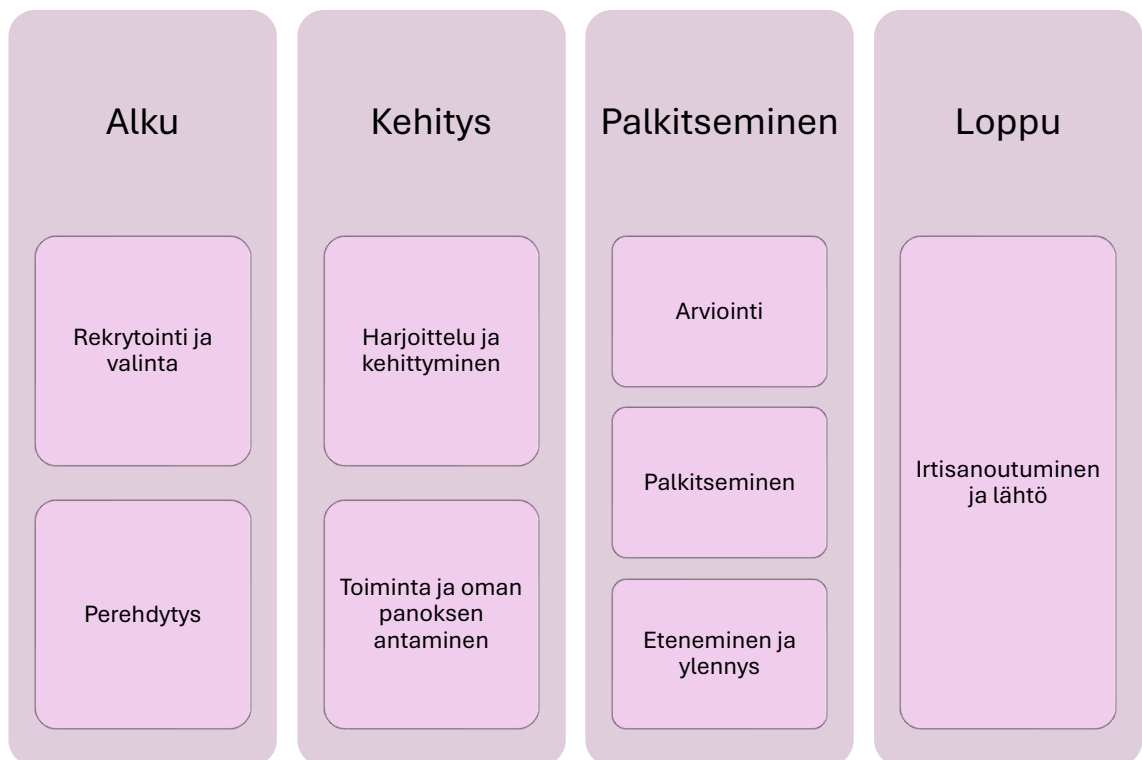 Alku
Rekrytointi ja
valinta
Perehdytys
Kehitys
Harjoittelu ja
kehittyminen
Toiminta ja oman
panoksen
antaminen
Palkitseminen
Arviointi
Palkitseminen
Eteneminen ja
ylennys
Loppu
Irtisanoutuminen
ja lähtö